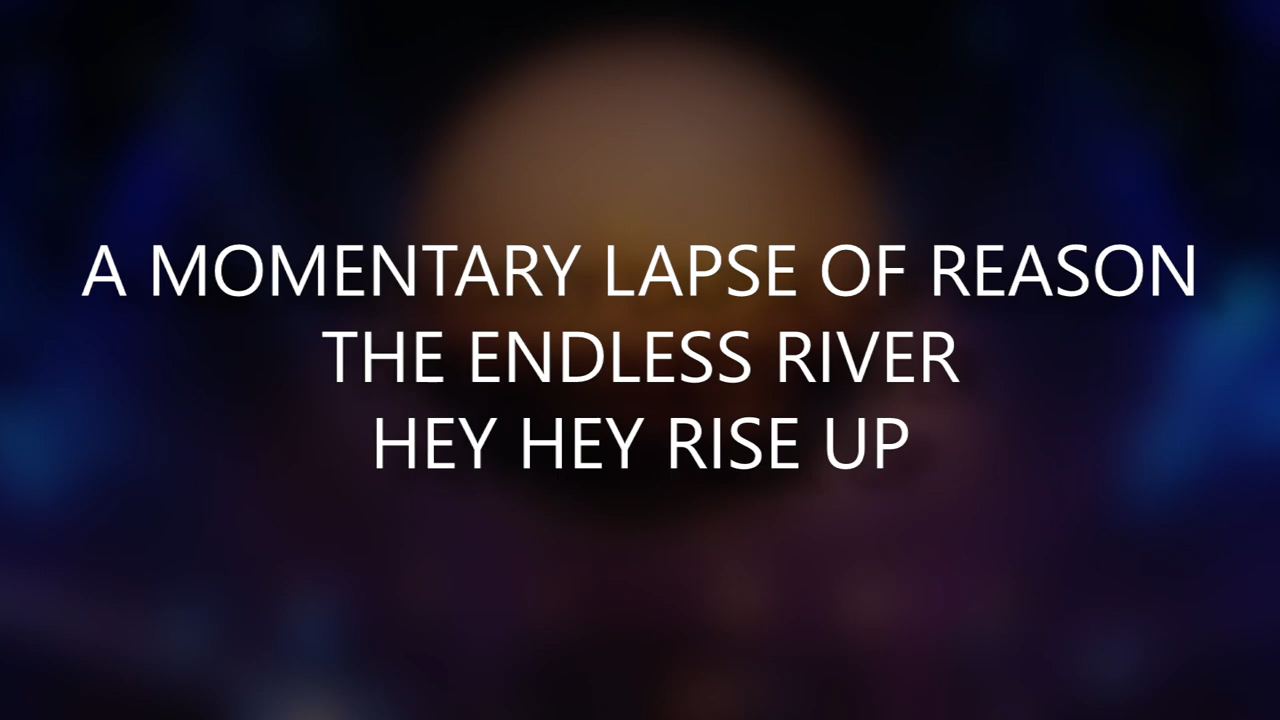 A MOMENTARY LAPSE OF REASON
THE ENDLESS RIVER
HEY HEY RISE UP